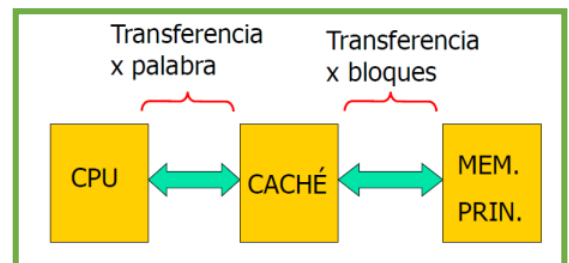 Transferencia
x palabra
Transferencia
x bloques
CPU
CACHÉ
MEM.
PRIN.